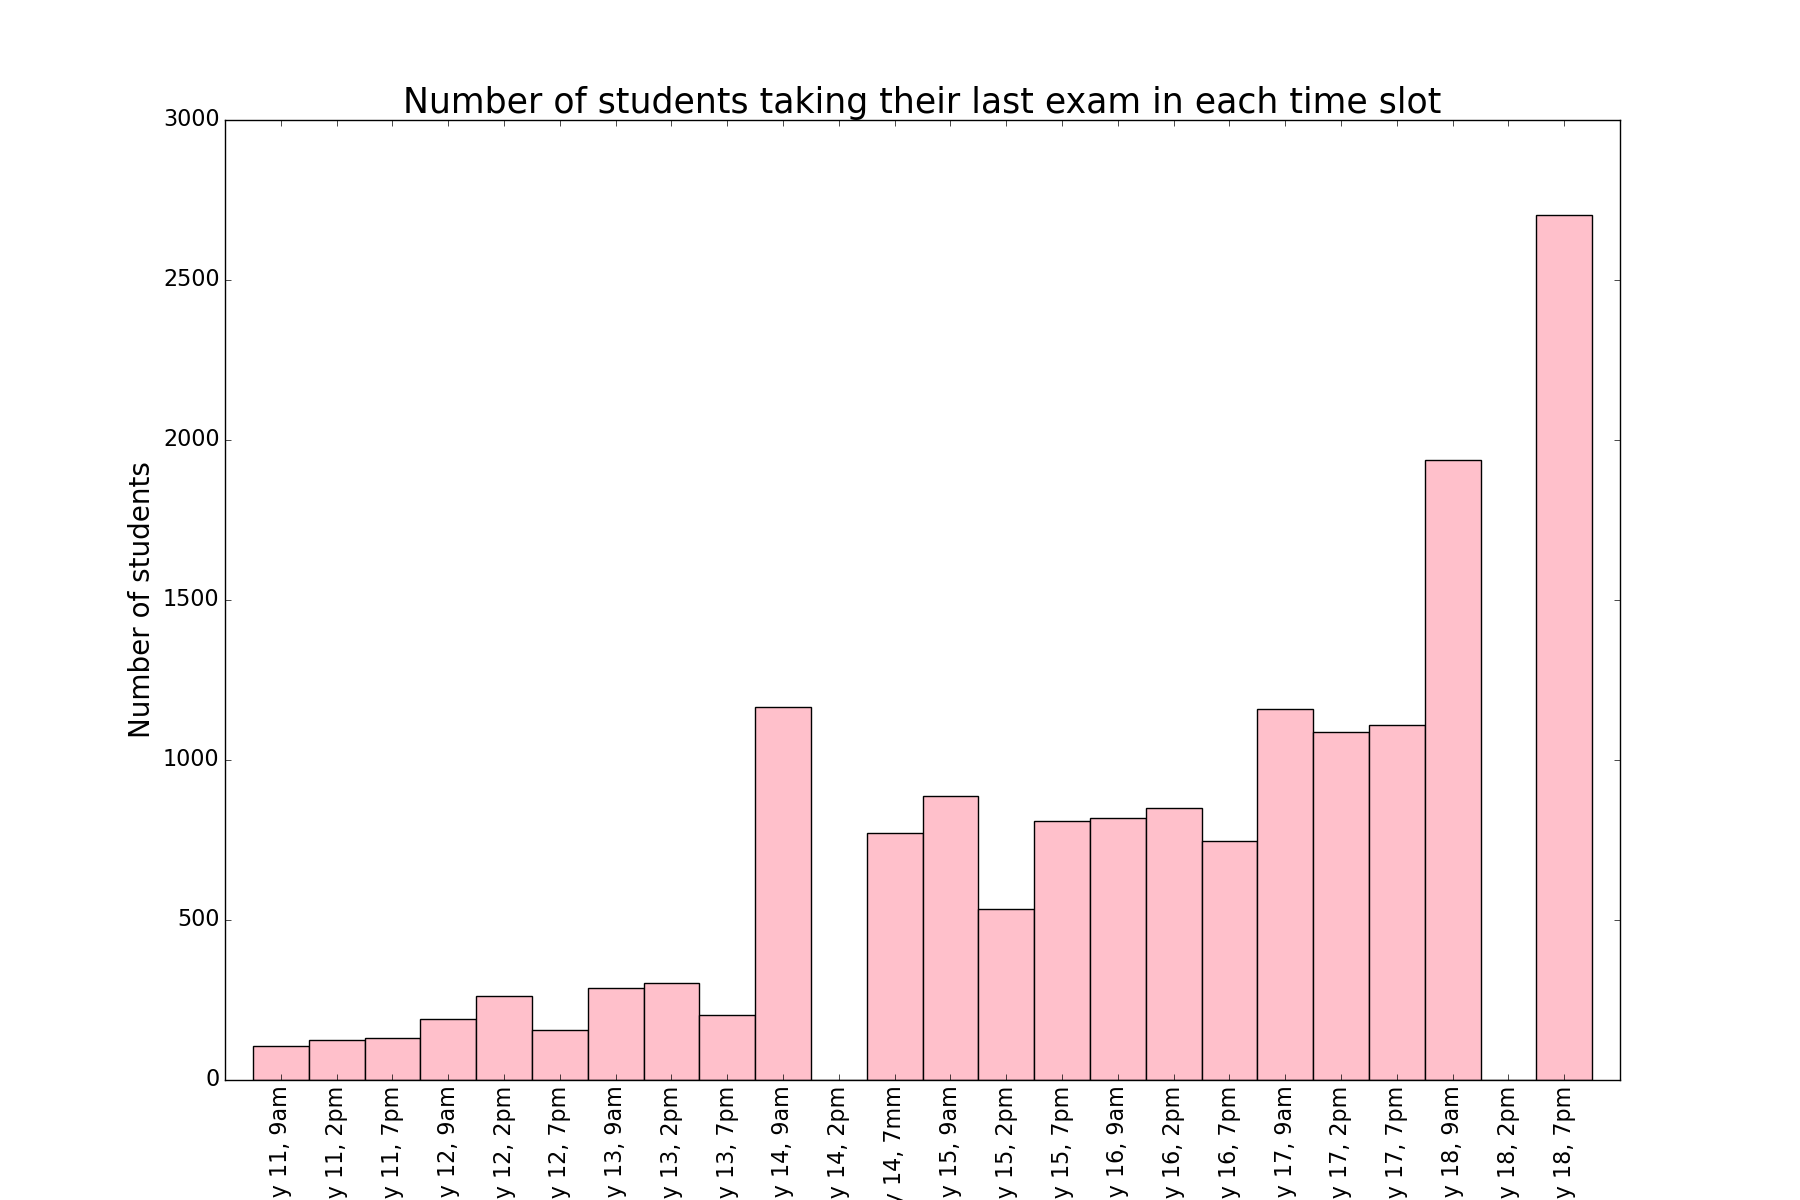 Number of students taking their last exam in each time slot
Number of students
3000
2500
2000
1500
1000
500
0
y 11, 9am
y 11, 2pm
y 11, 7pm
y 12, 9am
y 12, 2pm
y 12, 7pm
y 13, 9am
y 13, 2pm
y 13, 7pm
y 14, 9am
y 14, 2pm
y 14, 7mm
y 15, 9am
y 15, 2pm
y 15, 7pm
y 16, 9am
y 16, 2pm
y 16, 7pm
y 17, 9am
y 17, 2pm
y 17, 7pm
y 18, 9am
y 18, 2pm
y 18, 7pm